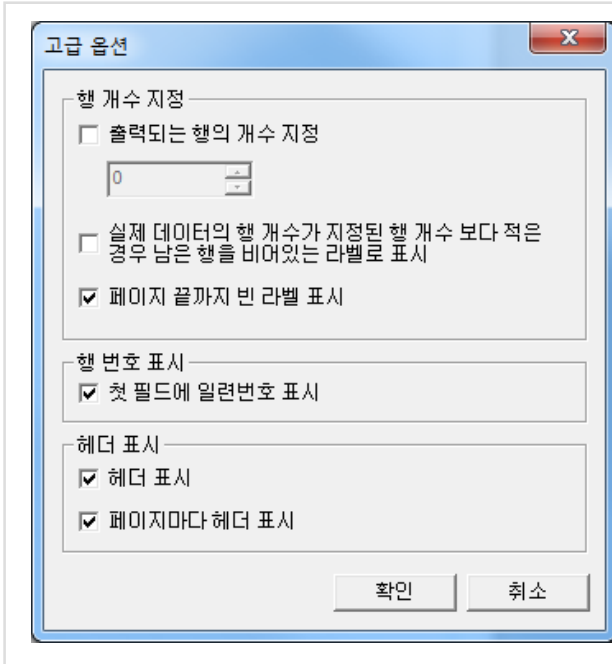 고급 옵션
행 개수 지정
출력되는 행의 개수 지정
0
실제 데이터의 행 개수가 지정된 행 개수 보다 적은
경우 남은 행을 비어있는 라벨로 표시
페이지 끝까지 빈 라벨 표시
행 번호 표시
첫 필드에 일련번호 표시
헤더 표시
헤더 표시
페이지마다 헤더 표시
확인
취소